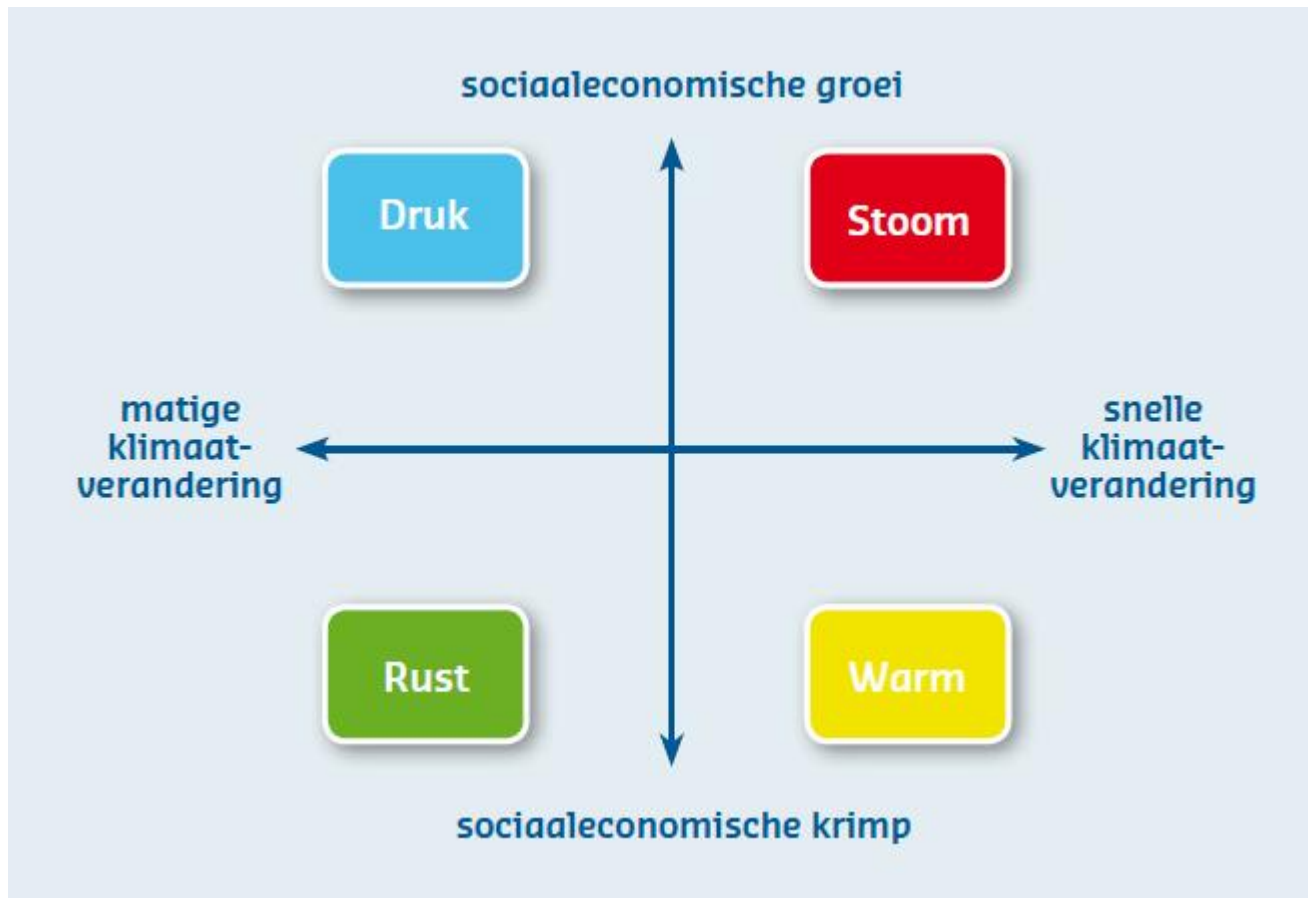 sociaaleconomische groei
Druk
Stoom
matige
klimaat-
verandering
snelle
klimaat-
verandering
Rust
Warm
sociaaleconomische krimp